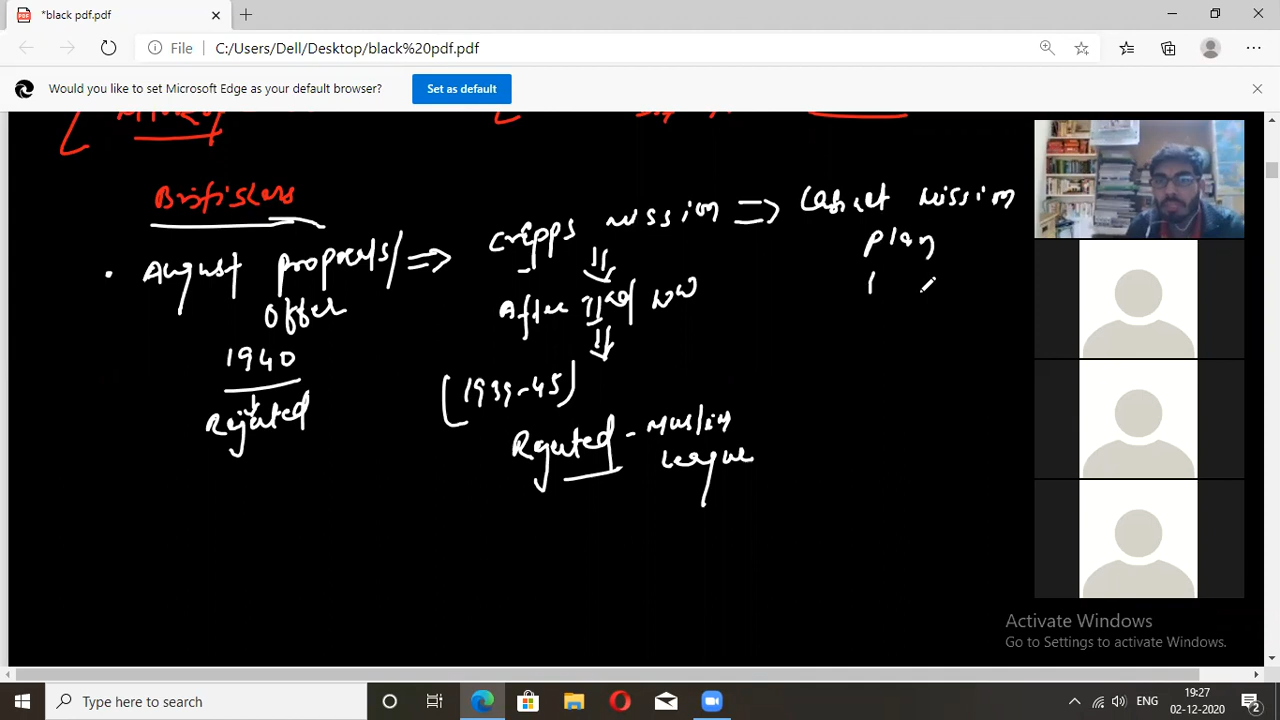 *black pdf.pdf
File
C:/Users/Dell/Desktop/black%20pdf.pdf
Would you like to set Microsoft Edge as your default browser?
Set as default
Britishers
August proposals/
Offer
1940
Rejected
Cripps mission
After IInd of WW
(1939-45)
Rejected - Muslim
League
Cabinet mission
plan
Activate Windows
Go to Settings to activate Windows.
Type here to search
ENG
19:27
02-12-2020
2